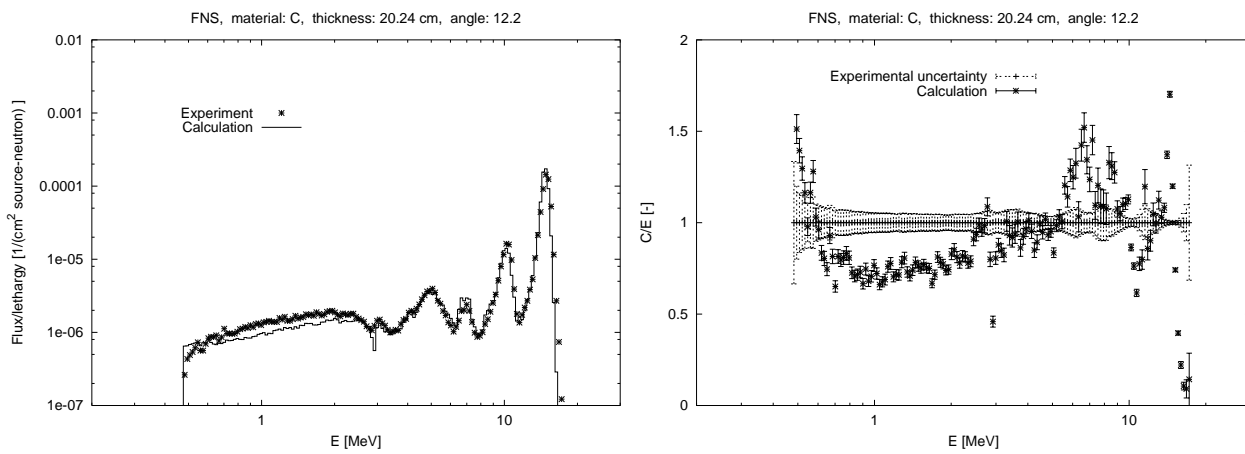 FNS, material: C, thickness: 20.24 cm, angle: 12.2
0.01
0.001
0.0001
1e-05
1e-06
1e-07
Flux/lethargy [1/(cm² source-neutron) ]
Experiment
Calculation
1
10
E [MeV]
FNS, material: C, thickness: 20.24 cm, angle: 12.2
2
1.5
1
0.5
0
C/E [-]
Experimental uncertainty
Calculation
1
10
E [MeV]